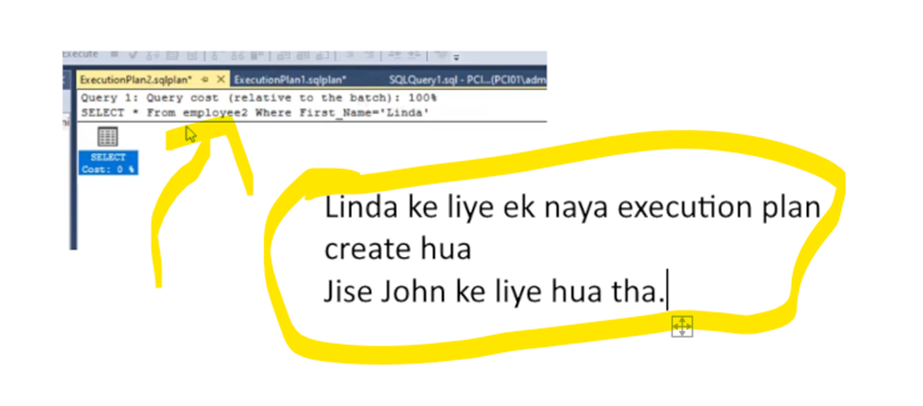 Execute
ExecutionPlan2.sqlplan* ExecutionPlan1.sqlplan* SQLQuery1.sql - PCI...(PCI01\adm
Query 1: Query cost (relative to the batch): 100%
SELECT * From employee2 Where First_Name='Linda'
SELECT
Cost: 0 %
Linda ke liye ek naya execution plan
create hua
Jise John ke liye hua tha.